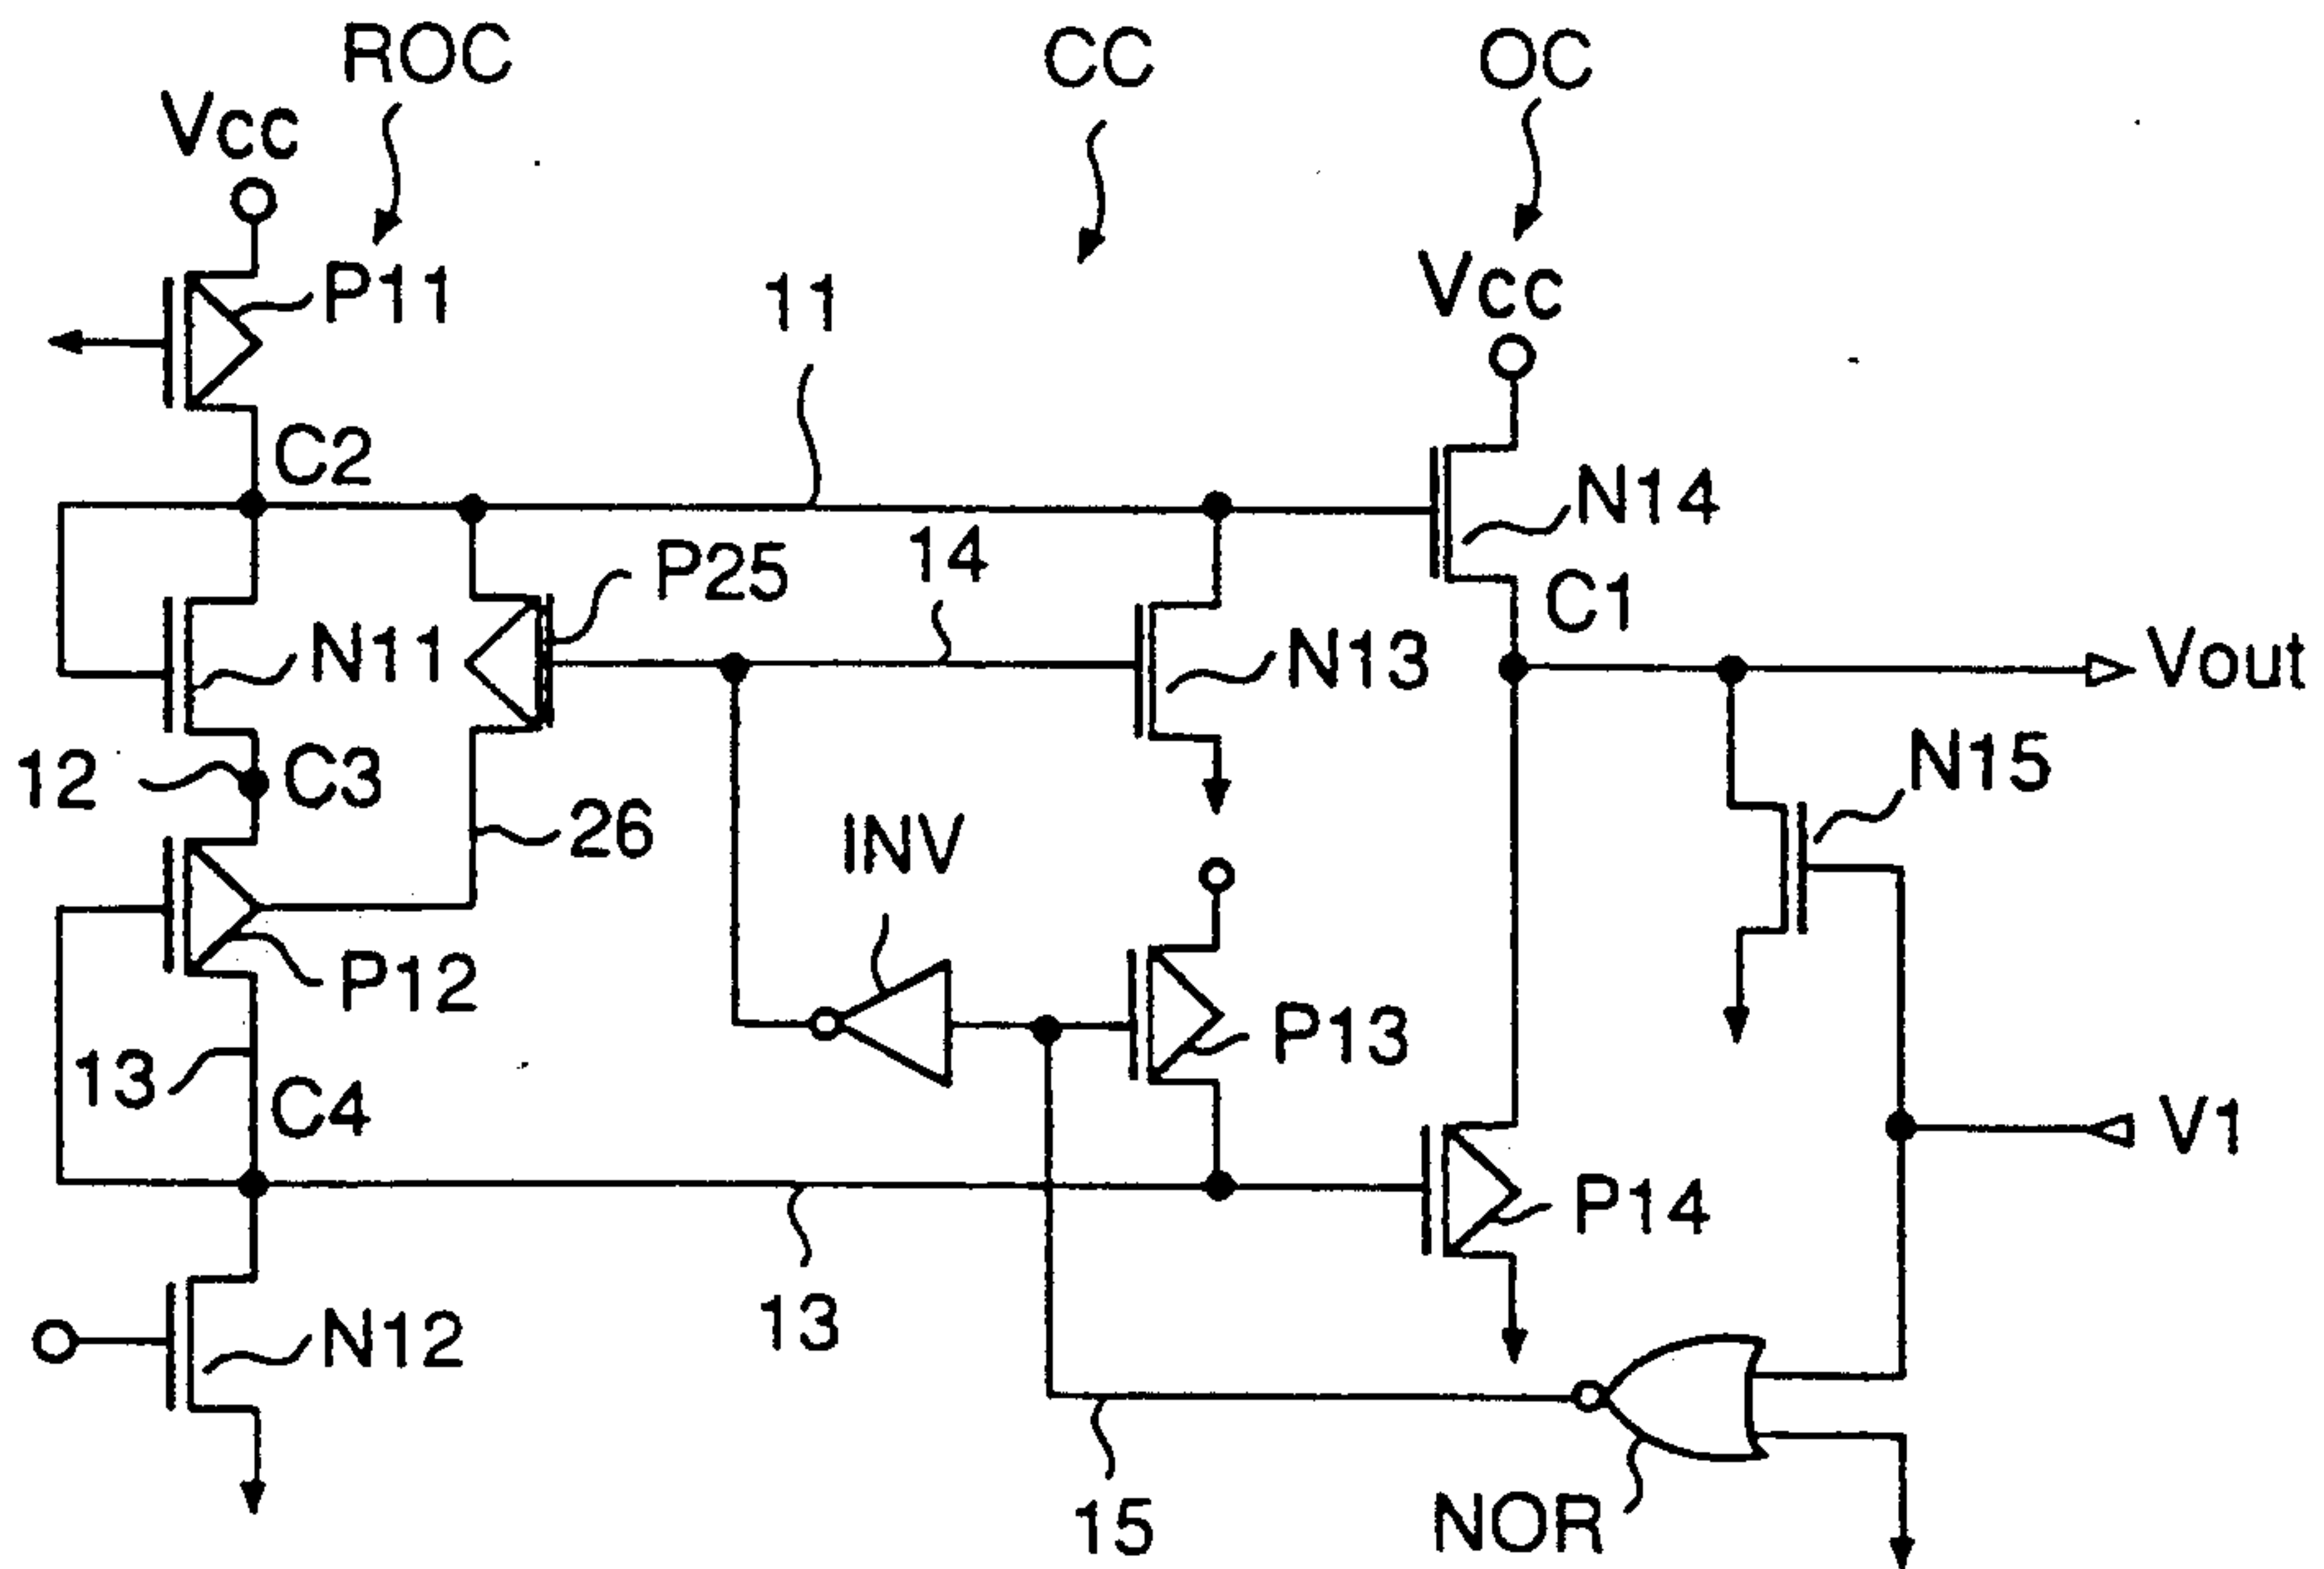 ROC
CC
OC
Vcc
P11
11
Vcc
C2
N14
14
P25
C1
N11
N13
Vout
12
C3
N15
26
INV
P12
P13
13
C4
V1
P14
13
N12
15
NOR